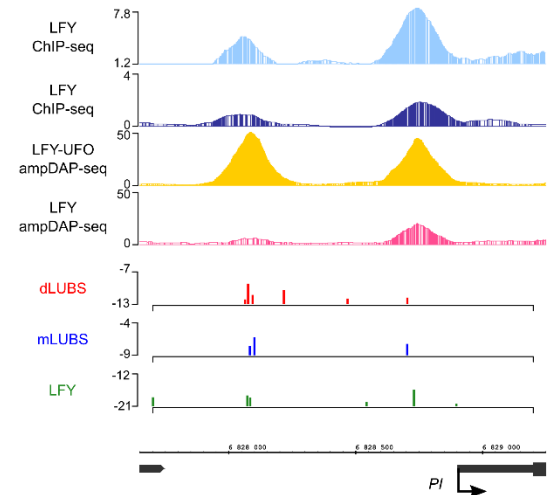 7.8
LFY
ChIP-seq
1.2
4
LFY
ChIP-seq
0
50
LFY-UFO
ampDAP-seq
0
50
LFY
ampDAP-seq
0
-7
dLUBS
-13
-4
mLUBS
-9
-12
LFY
-21
6 828 000 6 828 500 6 829 000
PI